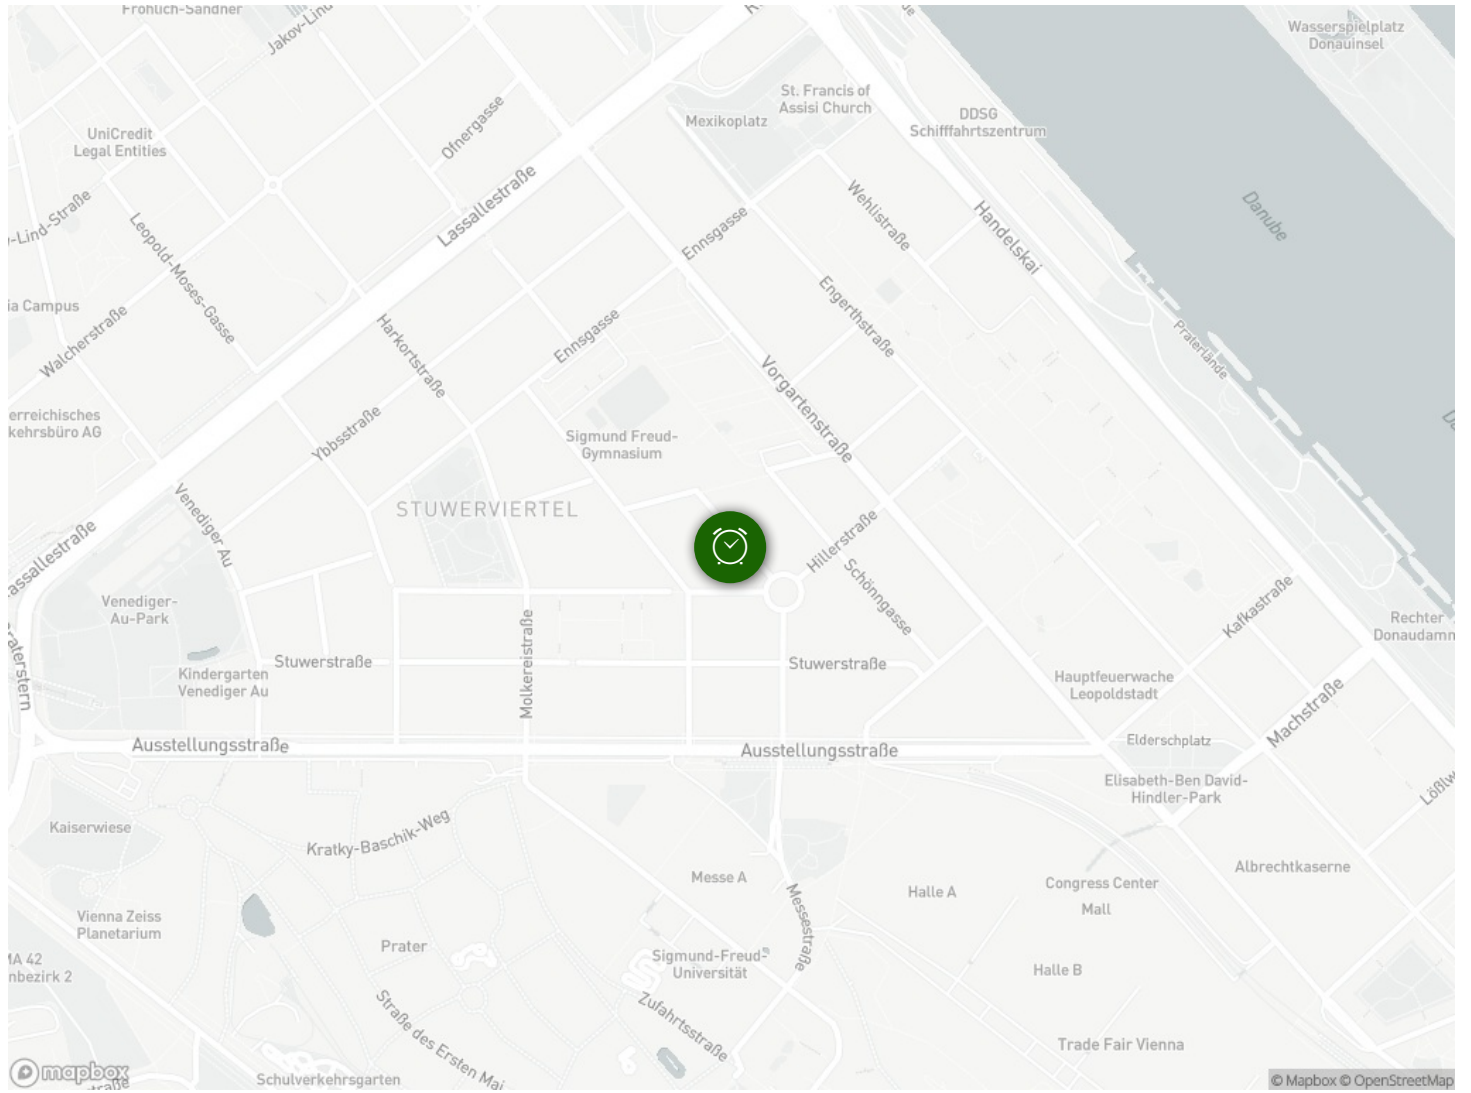 Fröhlich-Sandner
Jakov-Lind-
Wasserspielplatz
Donauinsel
St. Francis of
Assisi Church
Mexikoplatz
DDSG
Schifffahrtszentrum
UniCredit
Legal Entities
Ofnergasse
Lassallestraße
Wehlistraße
Handelskai
Danube
-Lind-Straße
Leopold-Moses-Gasse
Ennsgasse
ia Campus
Walcherstraße
Harkortstraße
Ennsgasse
Engerthstraße
Praterlände
Vorgartenstraße
erreichisches
kehrsbüro AG
Ybbsstraße
Sigmund Freud-
Gymnasium
STUWERVIERTEL
Venediger Au
Lassallestraße
Hillerstraße
Schönngasse
Venediger-
Au-Park
Kafkastraße
Rechter
Donaudamn
Praterstern
Molkereistraße
Stuwerstraße
Stuwerstraße
Kindergarten
Venediger Au
Hauptfeuerwache
Leopoldstadt
Machstraße
Ausstellungsstraße
Ausstellungsstraße
Elderschplatz
Elisabeth-Ben David-
Hindler-Park
Lößlw
Kaiserwiese
Kratky-Baschik-Weg
Messe A
Messestraße
Halle A
Congress Center
Mall
Albrechtkaserne
Vienna Zeiss
Planetarium
Prater
MA 42
nbezirk 2
Sigmund-Freud-
Universität
Halle B
Zufahrtsstraße
Straße des Ersten Mai
Trade Fair Vienna
mapbox
traße
Schulverkehrsgarten
© Mapbox © OpenStreetMap